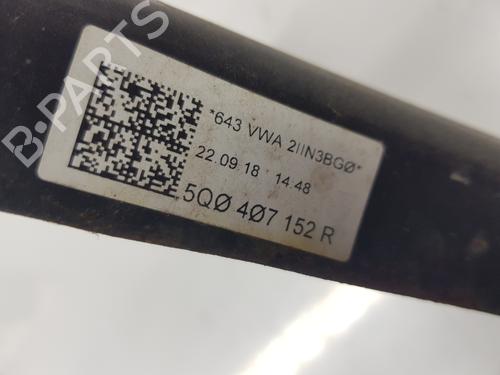 B-PARTS
*643 VWA 2IIN3BGØ*
22.09.18 14.48
5QØ 4Ø7 152 R